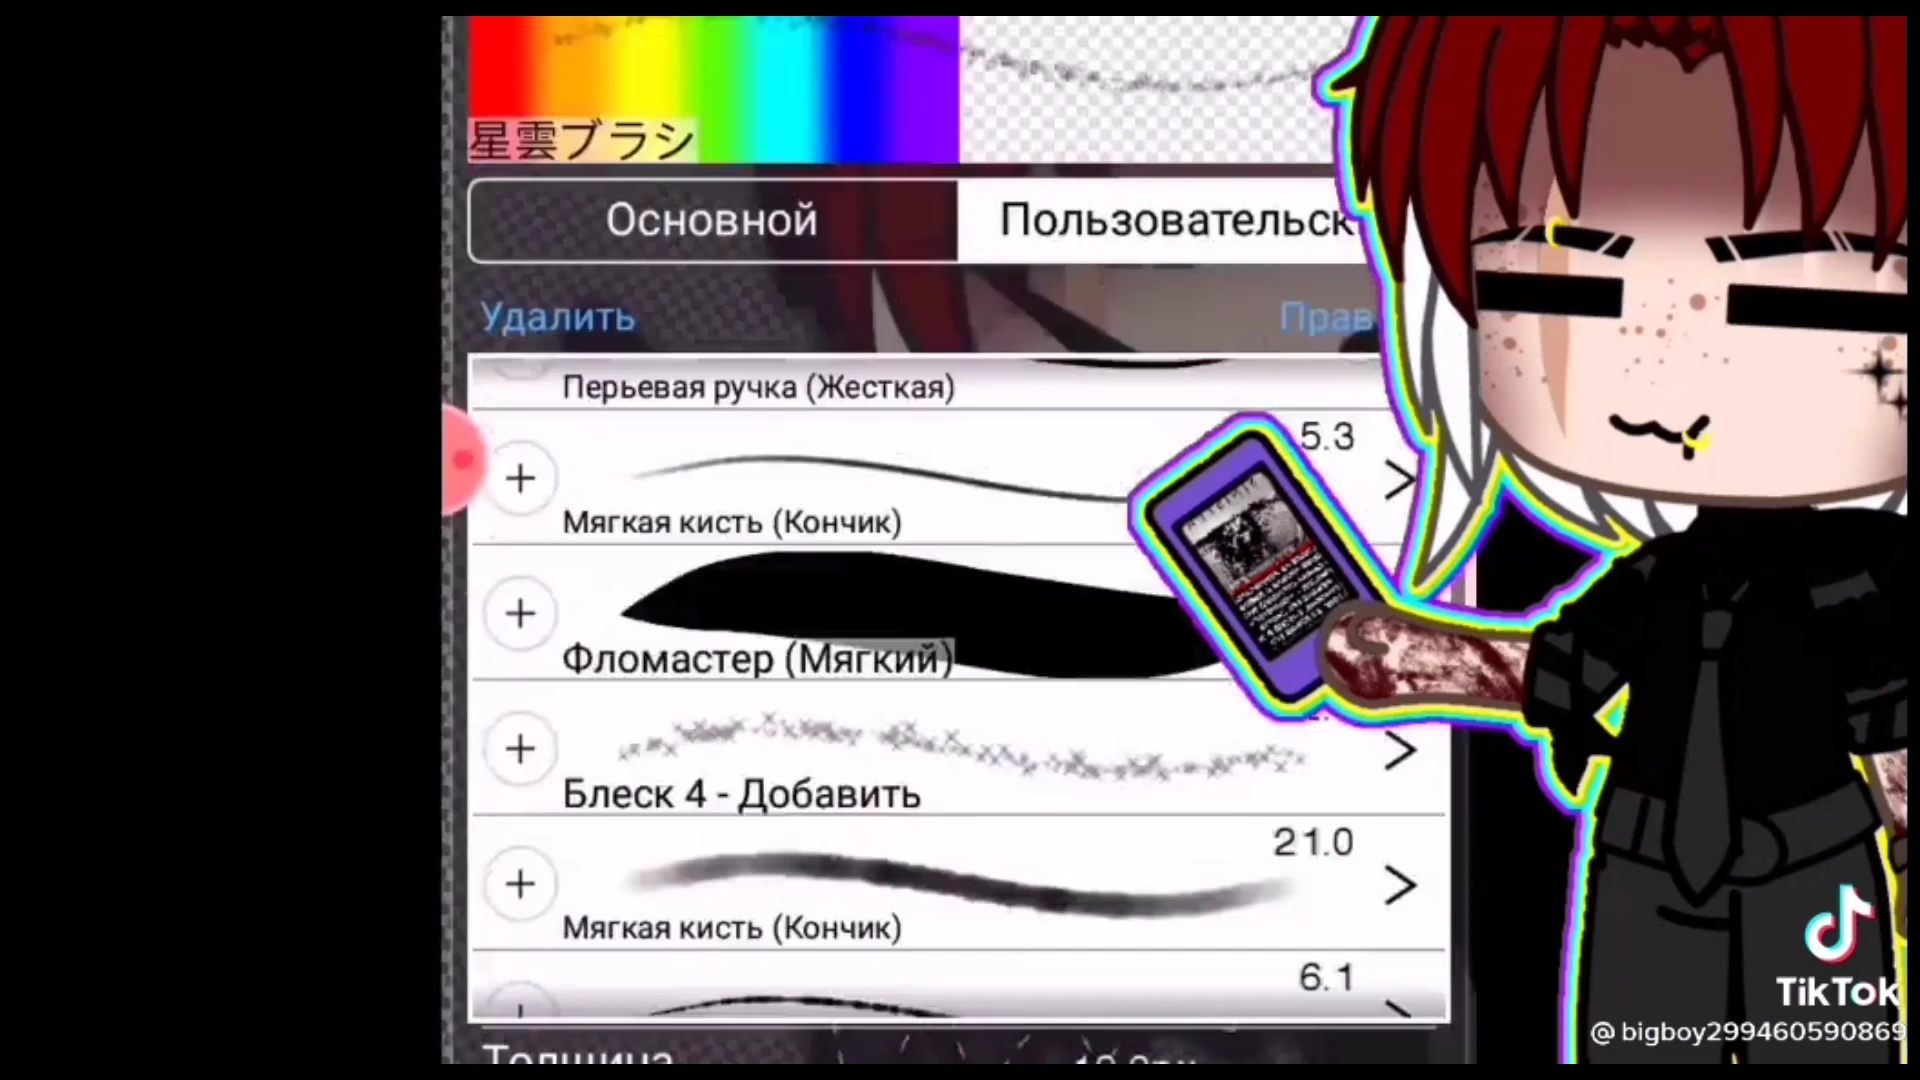 星雲ブラシ
Основной
Пользовательск
Удалить
Прав
Перьевая ручка (Жесткая)
5.3
Мягкая кисть (Кончик)
Фломастер (Мягкий)
Блеск 4 - Добавить
21.0
Мягкая кисть (Кончик)
6.1
Толщина
TikTok
@bigboy299460590869